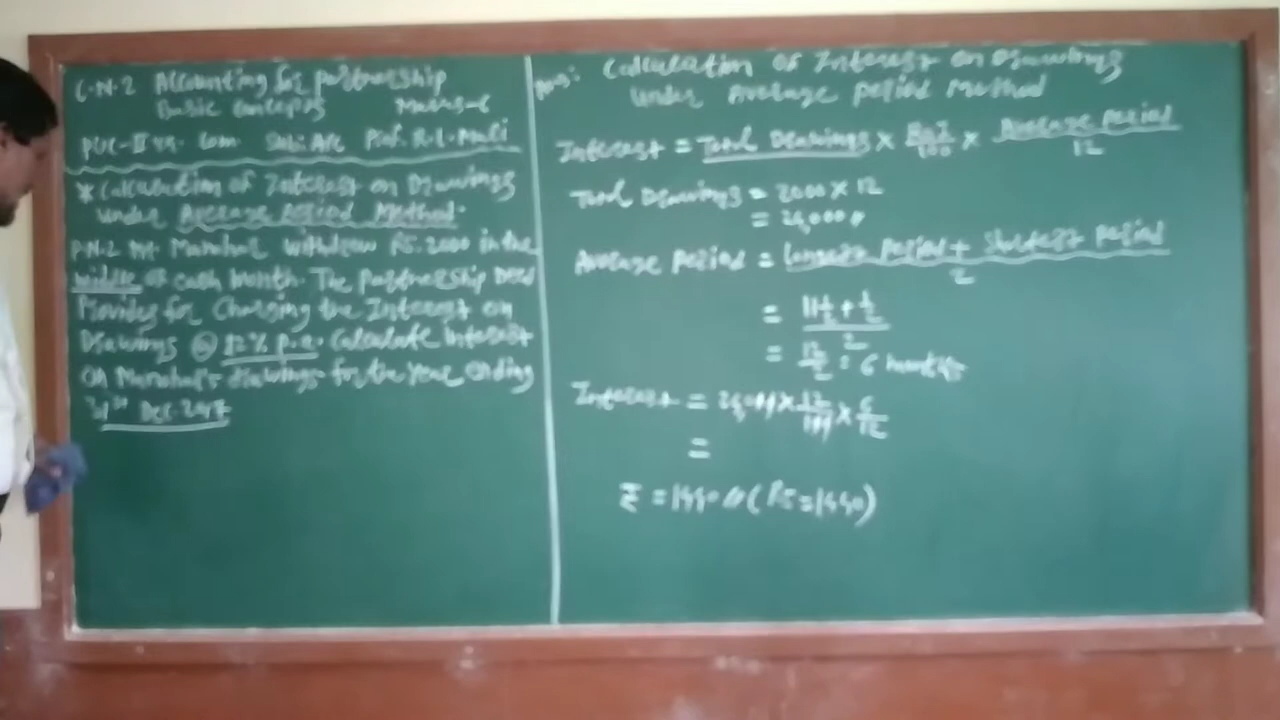 C.N.2 Accounting for partnership
Basic Concepts Marks-6
PUC-II yr. Com Sub: A/c Prof. R.L. Mali
* Calculation of Interest on Drawings
under Average Period Method.
P.N.2 Mr. Manohar withdrew Rs. 2000 in the
middle of each month. The partnership Deed
Provides for Charging the Interest on
Drawings @ 12% p.a. Calculate Interest
on Manohar's drawings for the Year ending
31st Dec
Ans: Calculation of Interest on Drawings
under Average period Method
Interest = Total Drawings × Rate/100 × Average period/12
Total Drawings = 2000 × 12
= 24,000
Average period = Longest period + Shortest period / 2
= 11½ + ½ / 2
= 12/2 = 6 months
Interest = 24,000 × 12/100 × 6/12
=
= 1440 // (Rs = 1440)